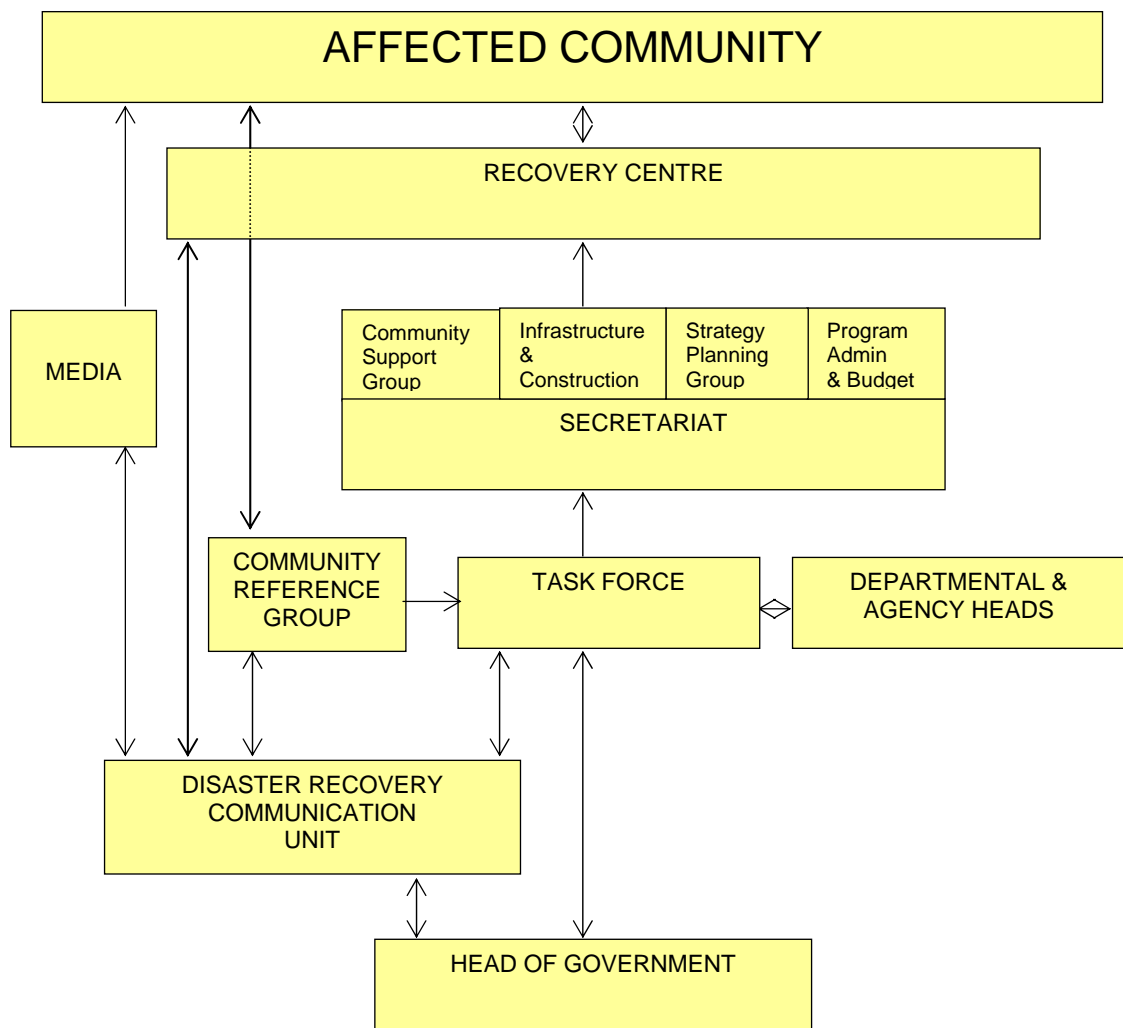 AFFECTED COMMUNITY
RECOVERY CENTRE
MEDIA
Community
Support
Group
Infrastructure
&
Construction
Strategy
Planning
Group
Program
Admin
& Budget
SECRETARIAT
COMMUNITY
REFERENCE
GROUP
TASK FORCE
DEPARTMENTAL &
AGENCY HEADS
DISASTER RECOVERY
COMMUNICATION
UNIT
HEAD OF GOVERNMENT